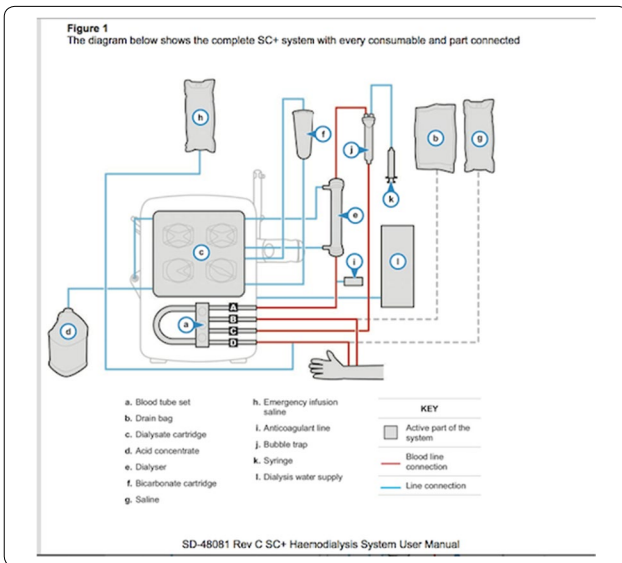 Figure 1
The diagram below shows the complete SC+ system with every consumable and part connected
h
f
j
b
g
k
e
c
i
l
a
A
B
C
D
d
a. Blood tube set
b. Drain bag
c. Dialysate cartridge
d. Acid concentrate
e. Dialyser
f. Bicarbonate cartridge
g. Saline
h. Emergency infusion
saline
i. Anticoagulant line
j. Bubble trap
k. Syringe
l. Dialysis water supply
KEY
Active part of the
system
Blood line
connection
Line connection
SD-48081 Rev C SC+ Haemodialysis System User Manual